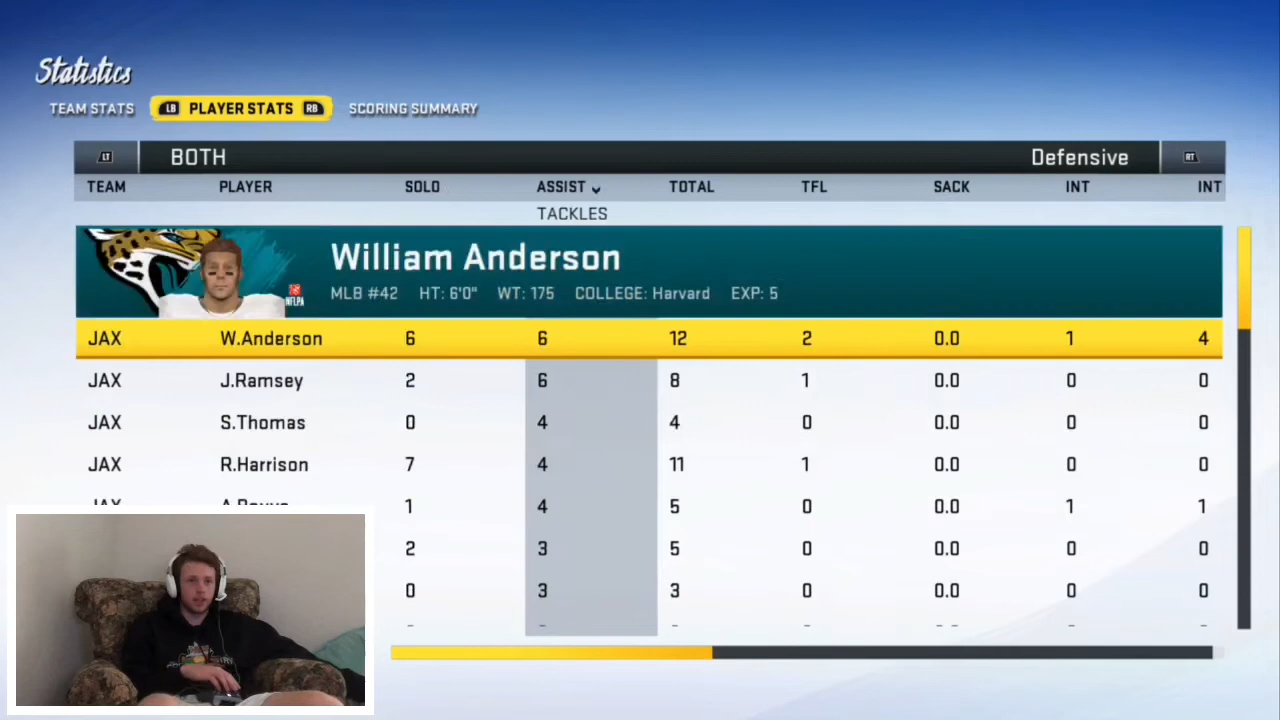 Statistics
TEAM STATS LB PLAYER STATS RB SCORING SUMMARY
LT BOTH Defensive RT
TEAM PLAYER SOLO ASSIST TOTAL TFL SACK INT INT
TACKLES
William Anderson
MLB #42 HT: 6'0" WT: 175 COLLEGE: Harvard EXP: 5
NFLPA
JAX W.Anderson 6 6 12 2 0.0 1 4
JAX J.Ramsey 2 6 8 1 0.0 0 0
JAX S.Thomas 0 4 4 0 0.0 0 0
JAX R.Harrison 7 4 11 1 0.0 0 0
JAX 1 4 5 0 0.0 1 1
2 3 5 0 0.0 0 0
0 3 3 0 0.0 0 0